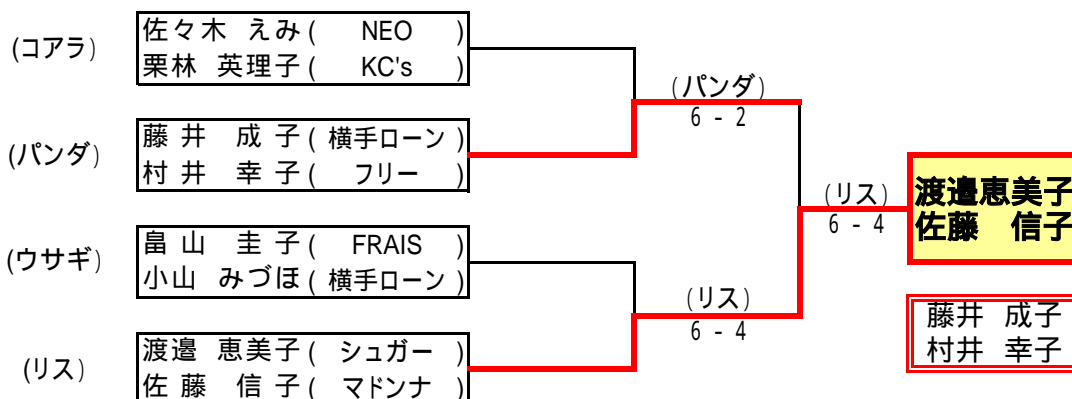 (コアラ)
佐々木 えみ( NEO )
栗林 英理子( KC's )
(パンダ)
6 - 2
(パンダ)
藤井 成子( 横手ローン )
村井 幸子( フリー )
(リス)
6 - 4
渡邉恵美子
佐藤 信子
(ウサギ)
畠山 圭子( FRAIS )
小山 みづほ( 横手ローン )
(リス)
6 - 4
藤井 成子
村井 幸子
(リス)
渡邉 恵美子( シュガー )
佐藤 信子( マドンナ )